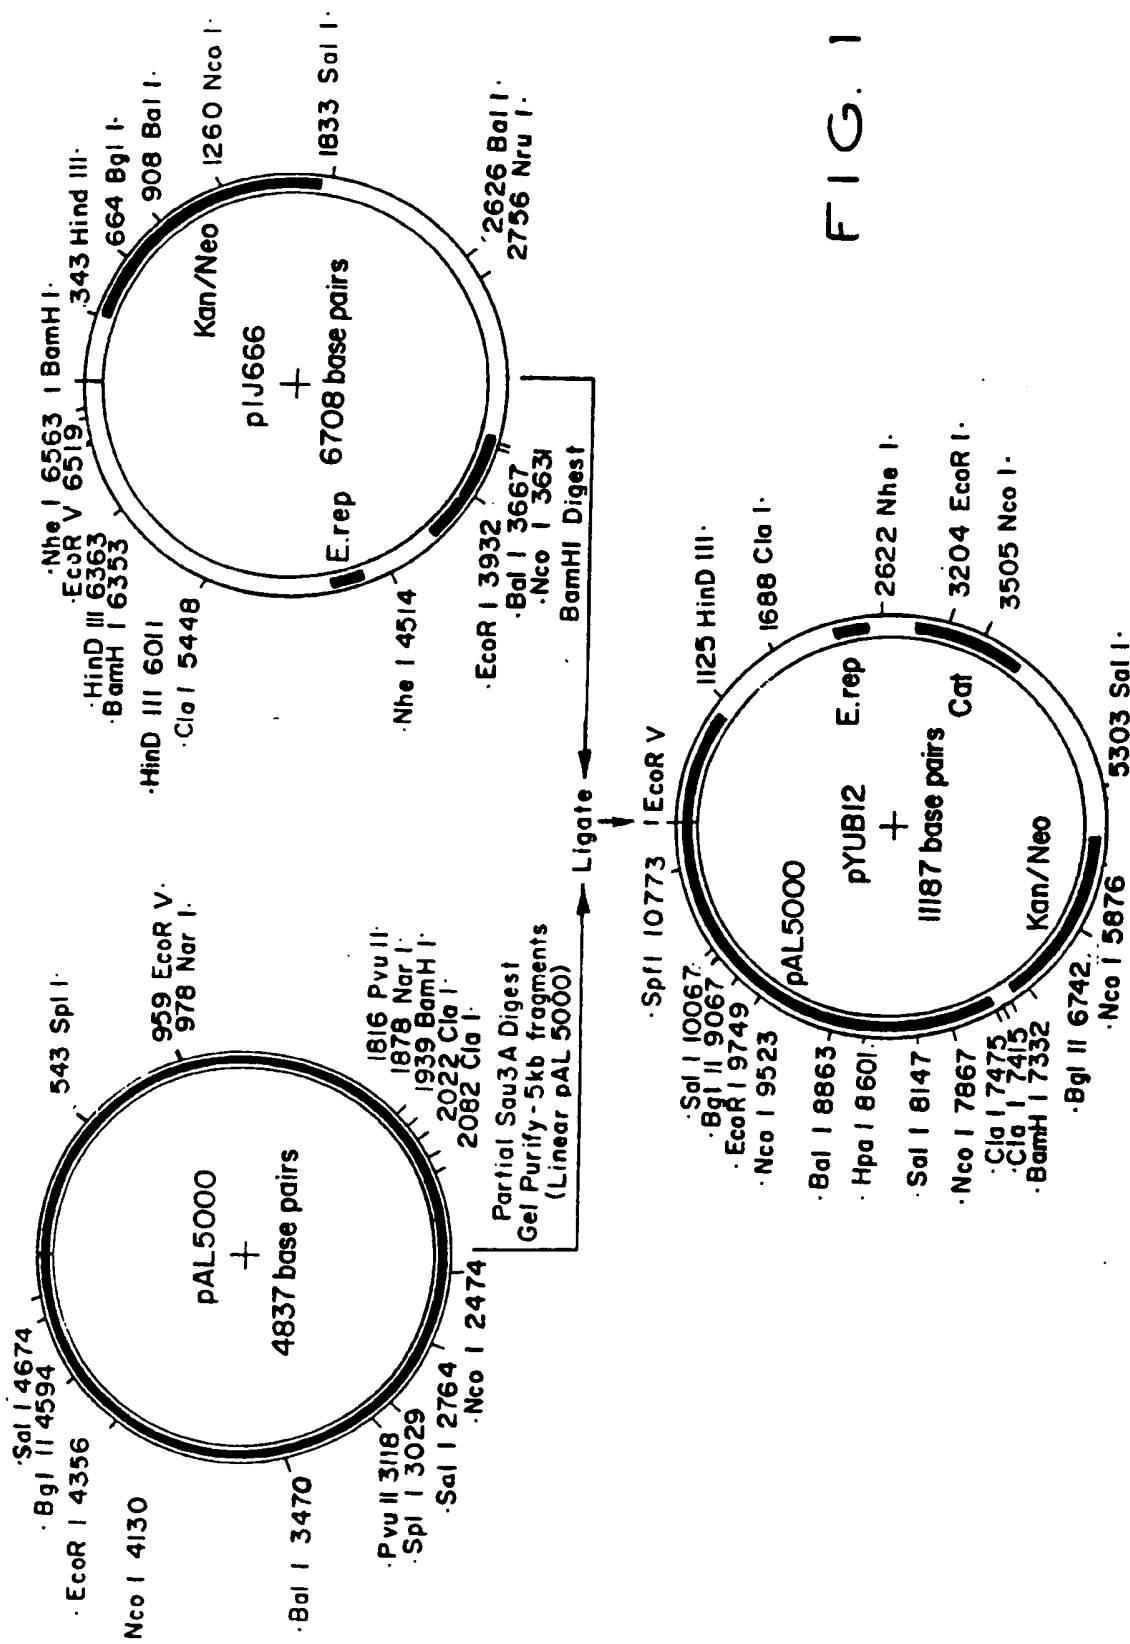 pAL5000
4837 base pairs
543 Spl I·
959 EcoR V·
978 Nar I·
1816 Pvu II·
1878 Nar I·
1939 BamH I·
2022 Cla I·
2082 Cla I·
·Nco I 2474
·Sal I 2764
·Spl I 3029
·Pvu II 3118
·Bal I 3470
Nco I 4130
·EcoR I 4356
·Bgl II 4594
·Sal I 4674
Partial Sau3A Digest
Gel Purify-5kb fragments
(Linear pAL 5000)
pIJ666
6708 base pairs
Kan/Neo
E.rep
I BamH I·
·343 Hind III·
664 Bgl I·
908 Bal I·
1260 Nco I·
1833 Sal I·
2626 Bal I·
2756 Nru I·
·Nco I 3631
·Bal I 3667
·EcoR I 3932
·Nhe I 4514
·Cla I 5448
·HinD III 6011
·BamH I 6353
·HinD III 6363
·EcoR V 6519
·Nhe I 6563
BamHI Digest
Ligate
pYUB12
11187 base pairs
pAL5000
E.rep
Cat
Kan/Neo
I EcoR V
1125 HinD III·
1688 Cla I·
2622 Nhe I·
3204 EcoR I·
3505 Nco I·
5303 Sal I·
·Nco I 5876
·Bgl II 6742
·BamH I 7332
·Cla I 7415
·Cla I 7475
·Nco I 7867
·Sal I 8147
·Hpa I 8601
·Bal I 8863
·Nco I 9523
·EcoR I 9749
·Bgl II 9067
·Sal I 10067
·Spf I 10773
FIG. 1